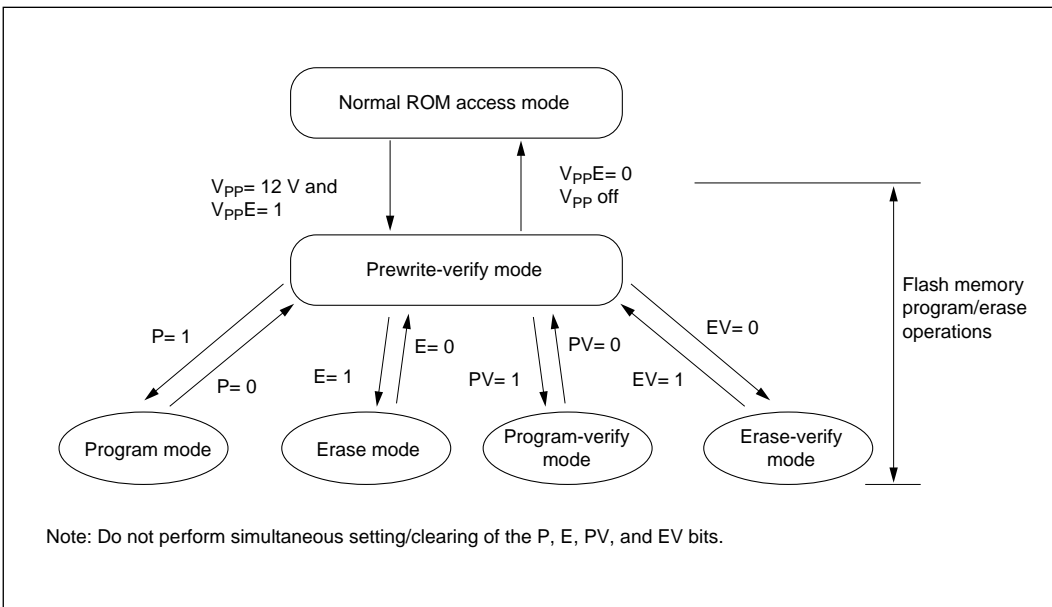 Normal ROM access mode
VPP= 12 V and
VPPE= 1
VPPE= 0
VPP off
Prewrite-verify mode
Flash memory
program/erase
operations
P= 1
P= 0
E= 1
E= 0
PV= 1
PV= 0
EV= 0
EV= 1
Program mode
Erase mode
Program-verify
mode
Erase-verify
mode
Note: Do not perform simultaneous setting/clearing of the P, E, PV, and EV bits.